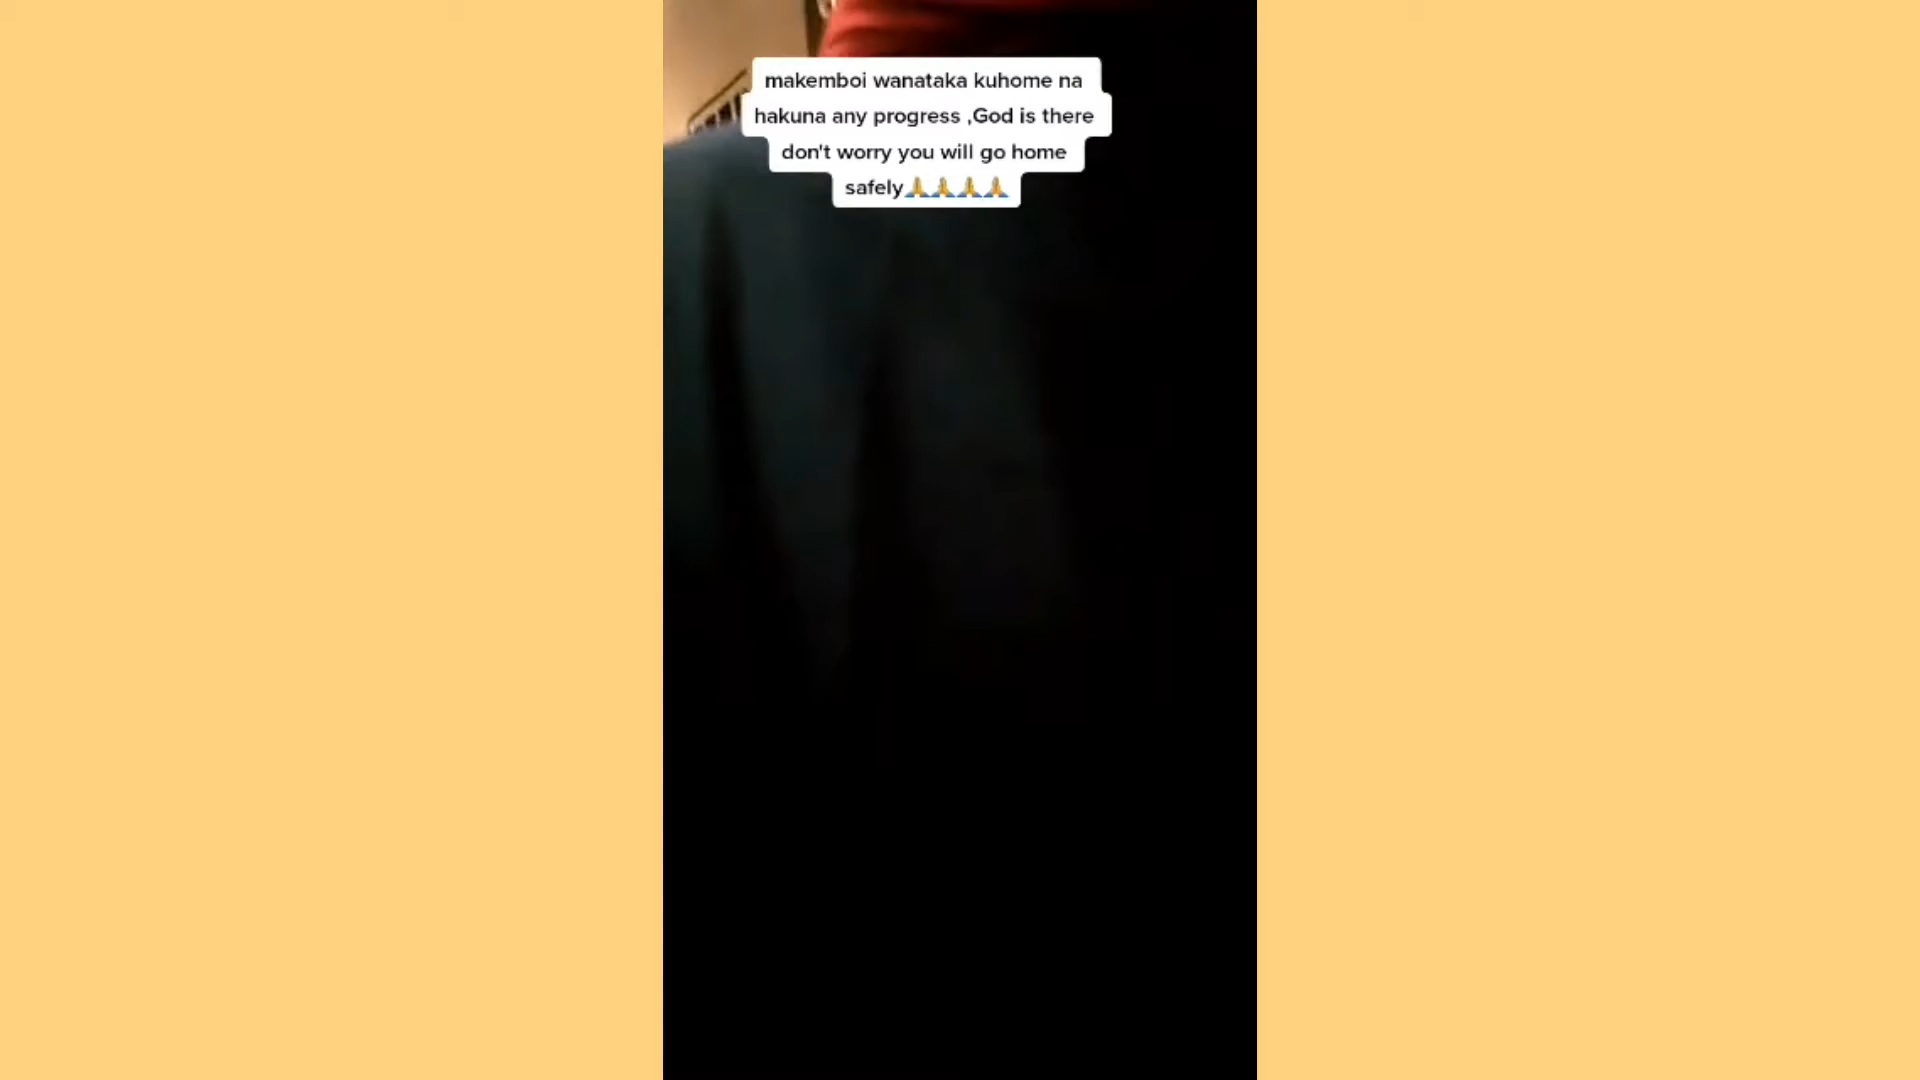 makemboi wanataka kuhome na
hakuna any progress ,God is there
don't worry you will go home
safely🙏🙏🙏🙏